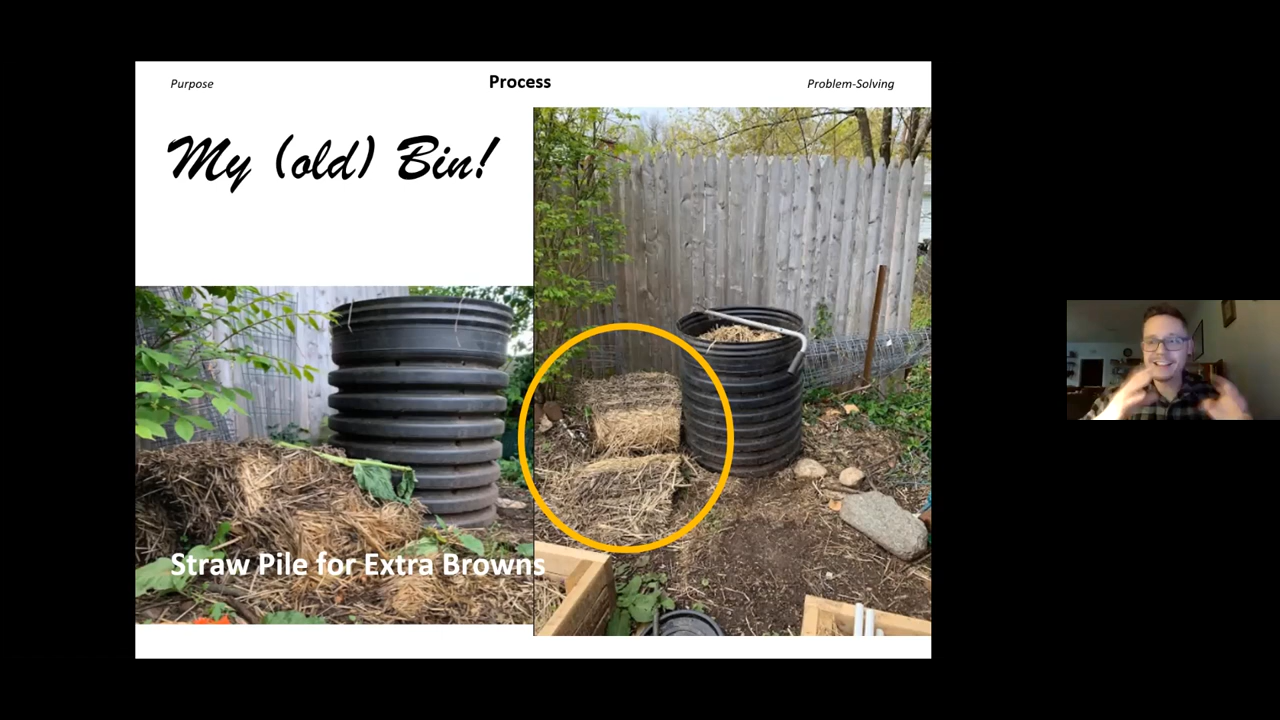 Purpose
Process
Problem-Solving
My (old) Bin!
Straw Pile for Extra Browns